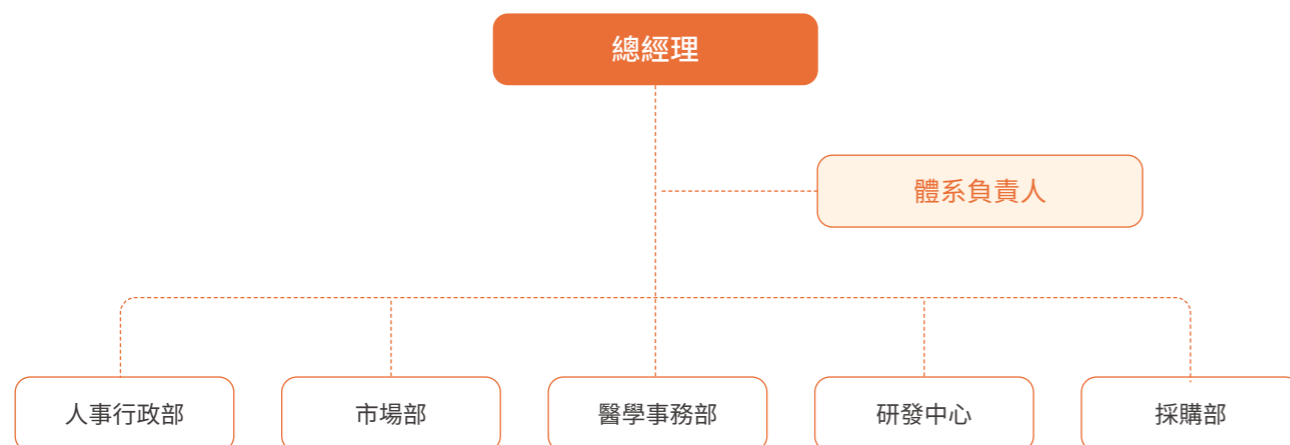 總經理
體系負責人
人事行政部
市場部
醫學事務部
研發中心
採購部